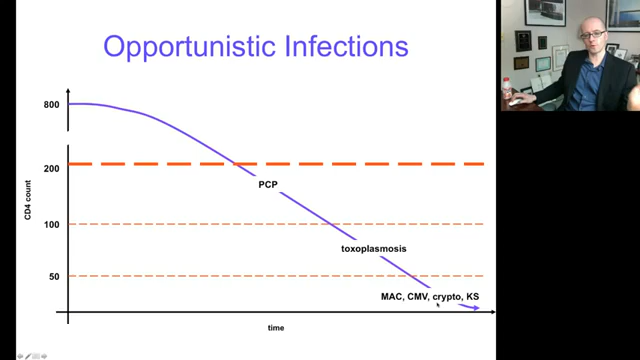 Opportunistic Infections
800
200
100
50
CD4 count
PCP
toxoplasmosis
MAC, CMV, crypto, KS
time